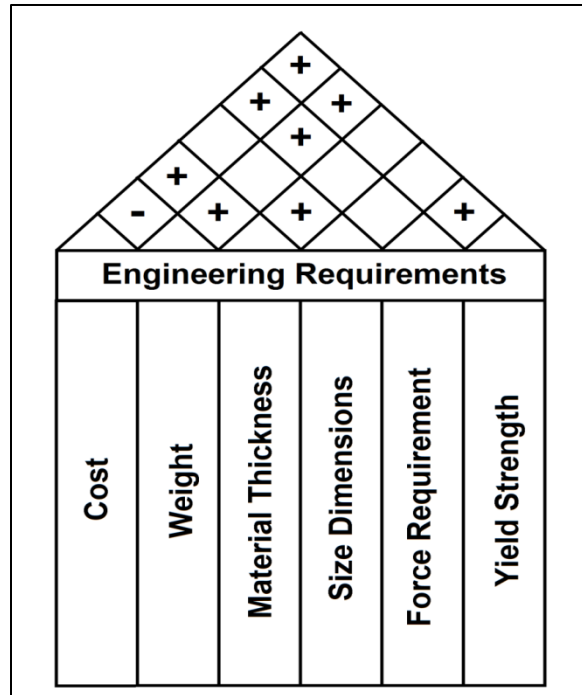 +
+ +
+
+
- + + +
Engineering Requirements
Cost
Weight
Material Thickness
Size Dimensions
Force Requirement
Yield Strength